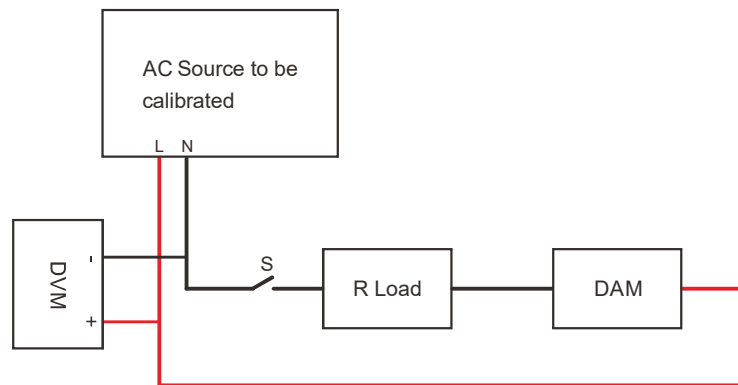 AC Source to be
calibrated
L N
-
DVM
+
S
R Load
DAM